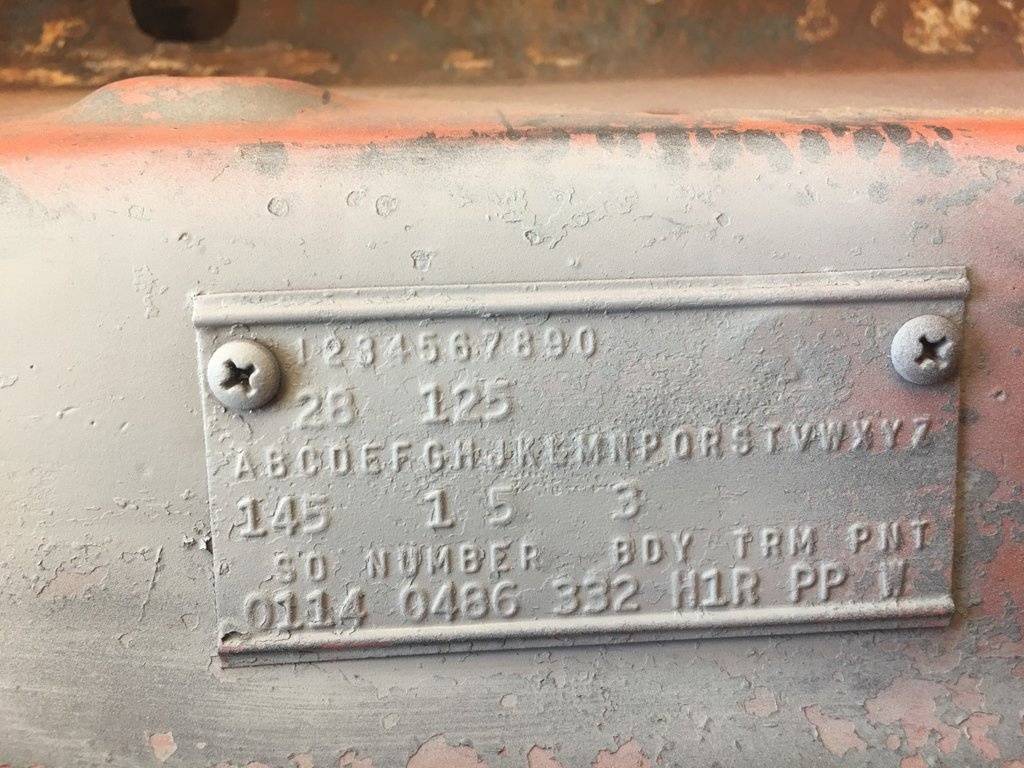 1234567890
28 125
ABCDEFGHJKLMNPQRSTVWXYZ
145 1 5 3
SO NUMBER BDY TRM PNT
0114 0486 332 H1R PP W